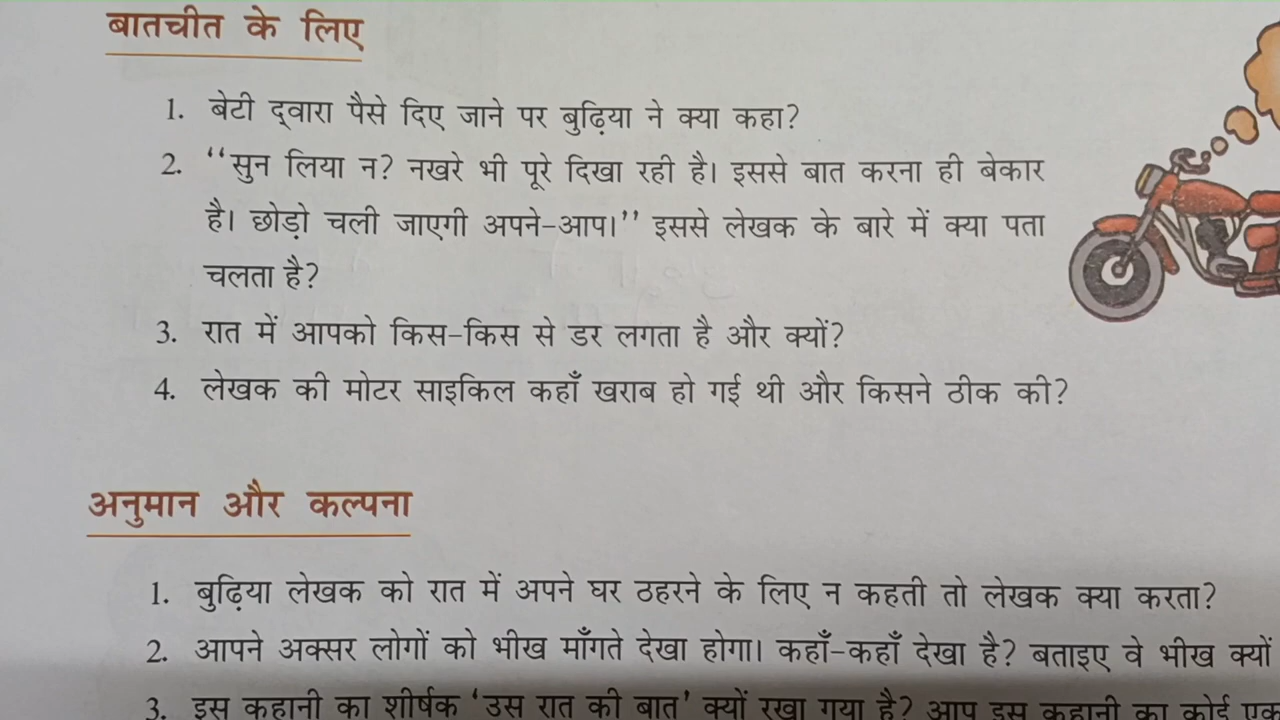 बातचीत के लिए
1. बेटी द्वारा पैसे दिए जाने पर बुढ़िया ने क्या कहा?
2. ‘‘सुन लिया न? नखरे भी पूरे दिखा रही है। इससे बात करना ही बेकार
है। छोड़ो चली जाएगी अपने-आप।’’ इससे लेखक के बारे में क्या पता
चलता है?
3. रात में आपको किस-किस से डर लगता है और क्यों?
4. लेखक की मोटर साइकिल कहाँ खराब हो गई थी और किसने ठीक की?
अनुमान और कल्पना
1. बुढ़िया लेखक को रात में अपने घर ठहरने के लिए न कहती तो लेखक क्या करता?
2. आपने अक्सर लोगों को भीख माँगते देखा होगा। कहाँ-कहाँ देखा है? बताइए वे भीख क्यों
3. इस कहानी का शीर्षक ‘उस रात की बात’ क्यों रखा गया है? आप इस कहानी का कोई एक